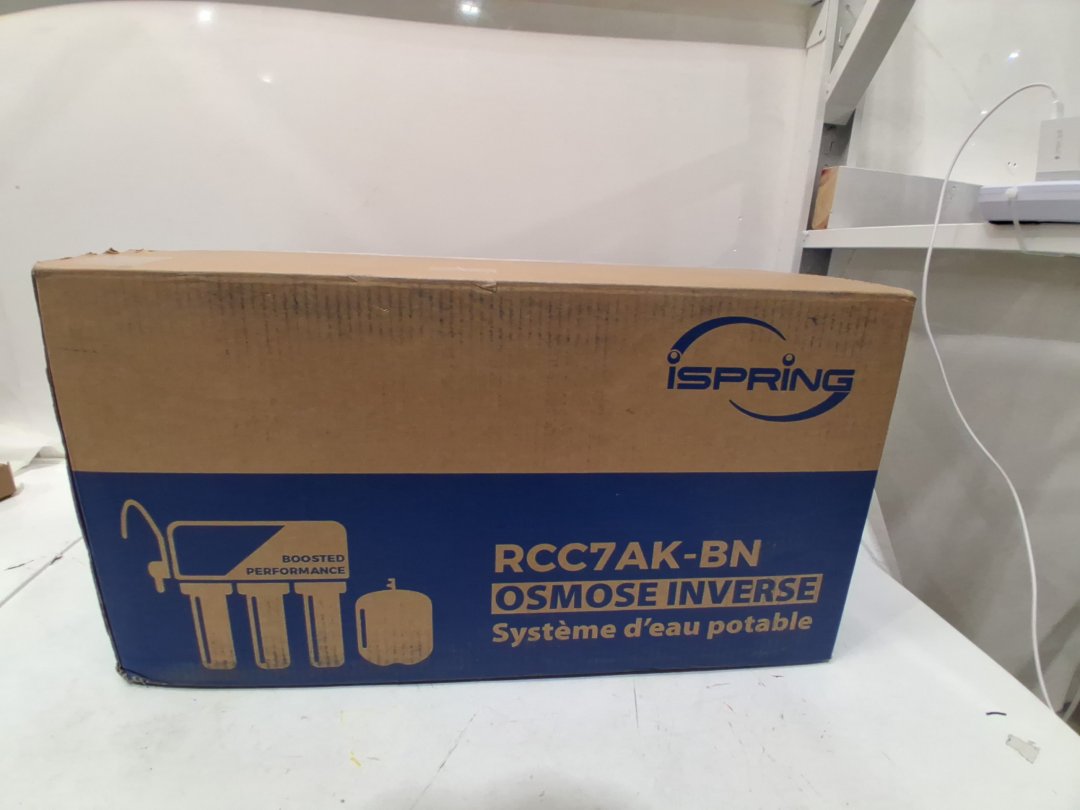 iSPRiNG
BOOSTED
PERFORMANCE
RCC7AK-BN
OSMOSE INVERSE
Système d'eau potable